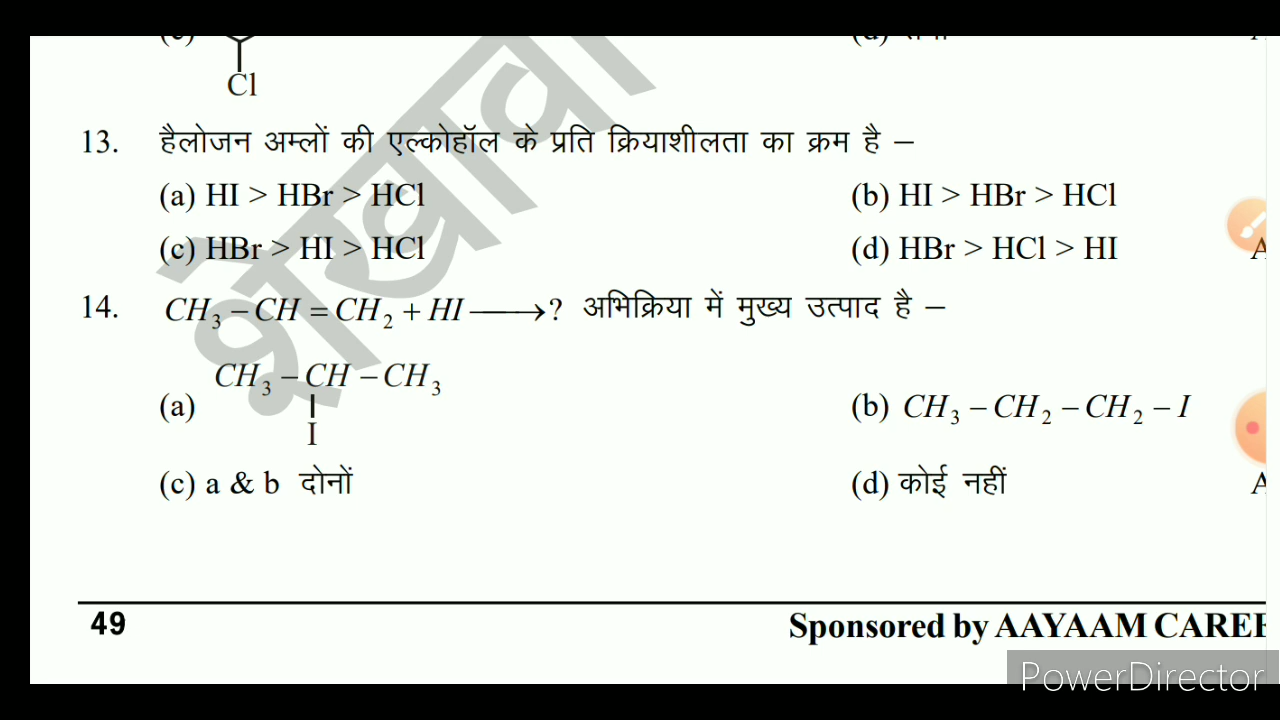 Cl
13. हैलोजन अम्लों की एल्कोहॉल के प्रति क्रियाशीलता का क्रम है –
(a) HI > HBr > HCl (b) HI > HBr > HCl
(c) HBr > HI > HCl (d) HBr > HCl > HI
14. CH3 – CH = CH2 + HI ⟶ ? अभिक्रिया में मुख्य उत्पाद है –
(a) CH3 – CH – CH3 (b) CH3 – CH2 – CH2 – I
I
(c) a & b दोनों (d) कोई नहीं
49 Sponsored by AAYAAM
PowerDirector